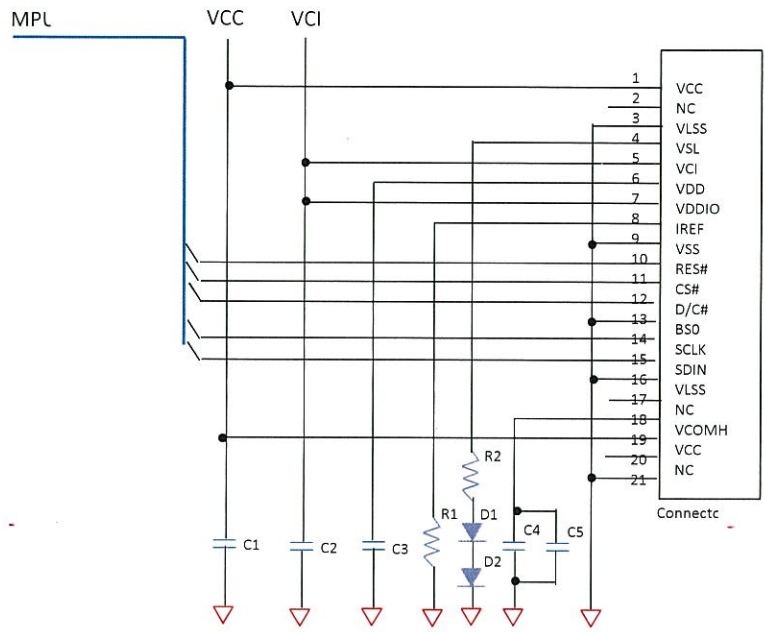 MPU VCC VCI
1 VCC
2 NC
3 VLSS
4 VSL
5 VCI
6 VDD
7 VDDIO
8 IREF
9 VSS
10 RES#
11 CS#
12 D/C#
13 BS0
14 SCLK
15 SDIN
16 VLSS
17 NC
18 VCOMH
19 VCC
20 NC
21
Connectc
R2
R1 D1 C4 C5
C1 C2 C3 D2